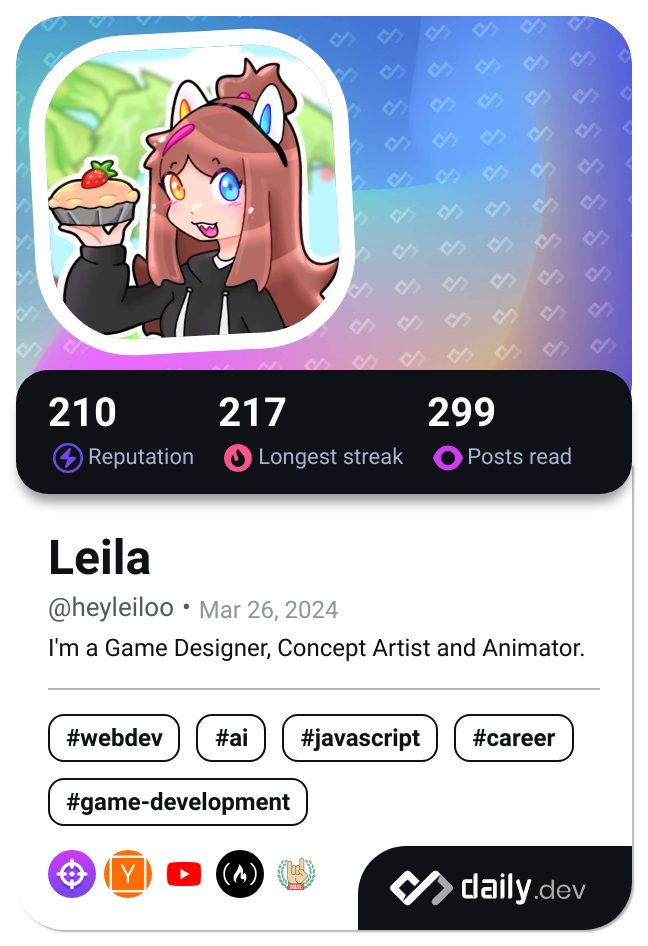 210 217 299
Reputation Longest streak Posts read
Leila
@heyleiloo • Mar 26, 2024
I'm a Game Designer, Concept Artist and Animator.
#webdev #ai #javascript #career
#game-development
Y
daily.dev